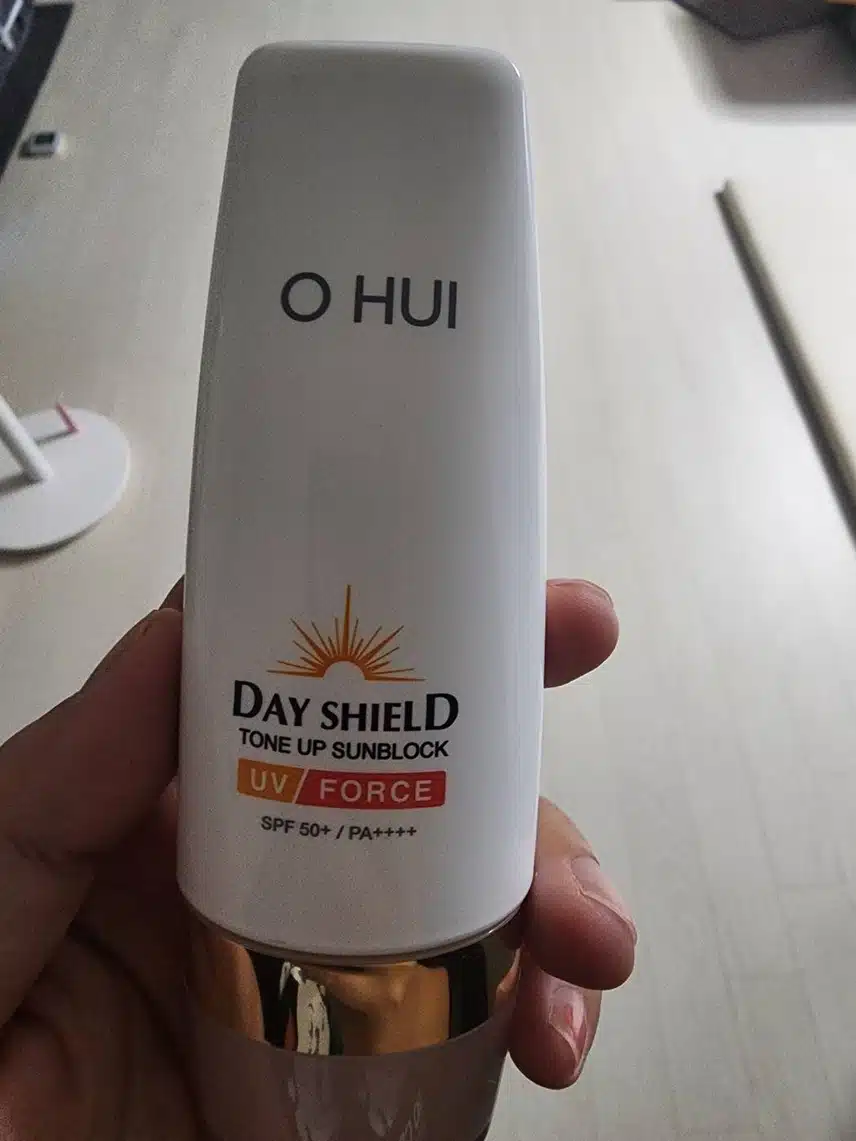 O HUI
DAY SHIELD
TONE UP SUNBLOCK
UV/FORCE
SPF 50+ / PA++++